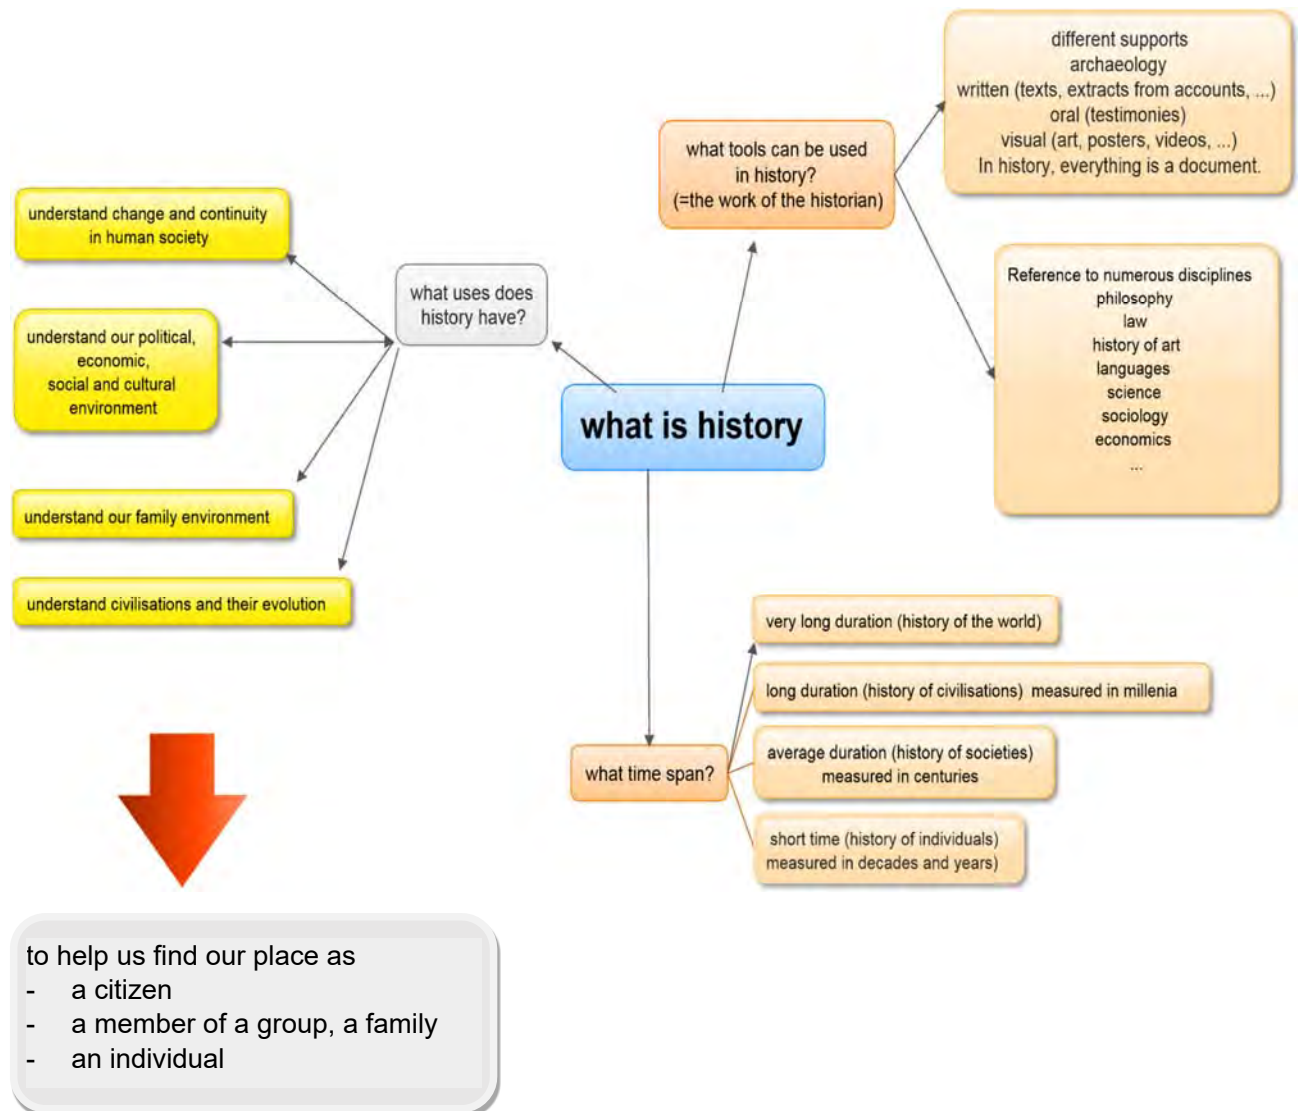 different supports
archaeology
written (texts, extracts from accounts, ...)
oral (testimonies)
visual (art, posters, videos, ...)
In history, everything is a document.
what tools can be used
in history?
(=the work of the historian)
understand change and continuity
in human society
what uses does
history have?
understand our political,
economic,
social and cultural
environment
Reference to numerous disciplines
philosophy
law
history of art
languages
science
sociology
economics
...
what is history
understand our family environment
understand civilisations and their evolution
very long duration (history of the world)
long duration (history of civilisations) measured in millenia
what time span?
average duration (history of societies)
measured in centuries
short time (history of individuals)
measured in decades and years)
to help us find our place as
- a citizen
- a member of a group, a family
- an individual